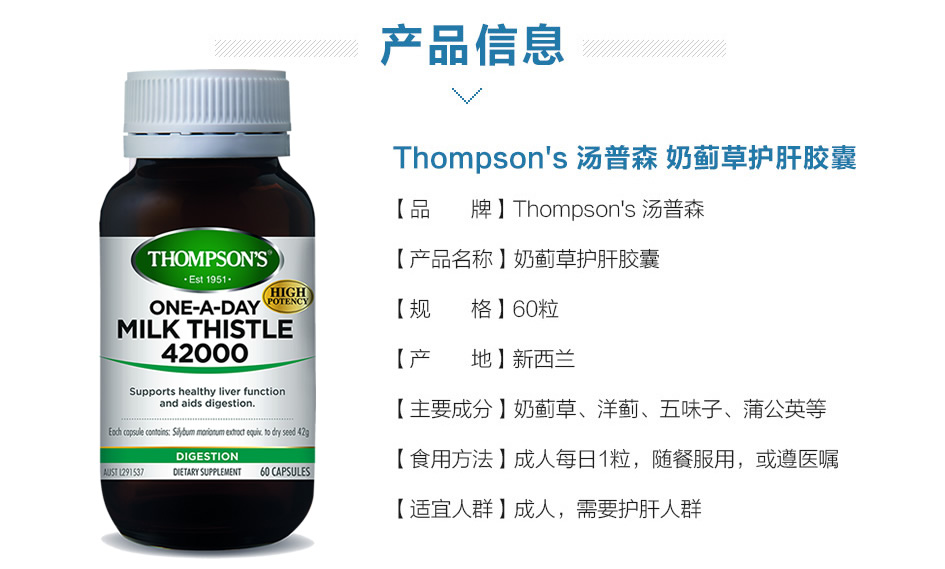 产品信息
Thompson's 汤普森 奶蓟草护肝胶囊
【品　　牌】Thompson's 汤普森
【产品名称】奶蓟草护肝胶囊
【规　　格】60粒
【产　　地】新西兰
【主要成分】奶蓟草、洋蓟、五味子、蒲公英等
【食用方法】成人每日1粒，随餐服用，或遵医嘱
【适宜人群】成人，需要护肝人群
THOMPSON'S®
· Est 1951 ·
HIGH
POTENCY
ONE-A-DAY
MILK THISTLE
42000
Supports healthy liver function
and aids digestion.
Each capsule contains: Silybum marianum extract equiv. to dry seed 42g
DIGESTION
AUST L291537 DIETARY SUPPLEMENT 60 CAPSULES